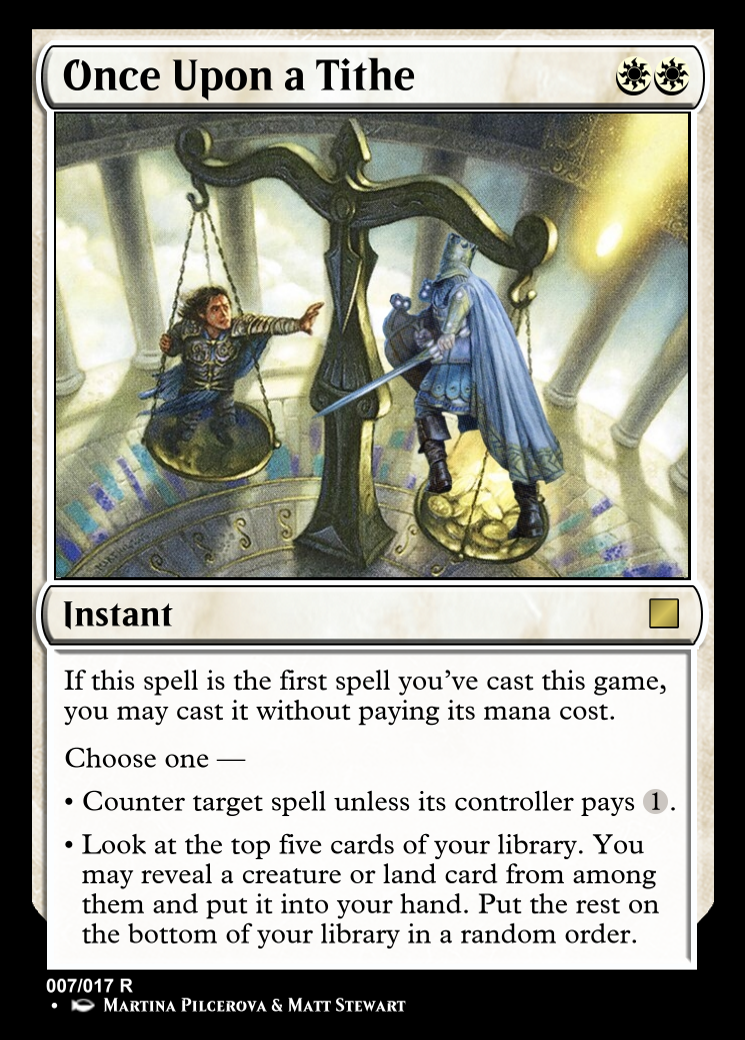 Once Upon a Tithe
Instant
If this spell is the first spell you've cast this game,
you may cast it without paying its mana cost.
Choose one —
• Counter target spell unless its controller pays 1.
• Look at the top five cards of your library. You
may reveal a creature or land card from among
them and put it into your hand. Put the rest on
the bottom of your library in a random order.
007/017 R
• Martina Pilcerova & Matt Stewart